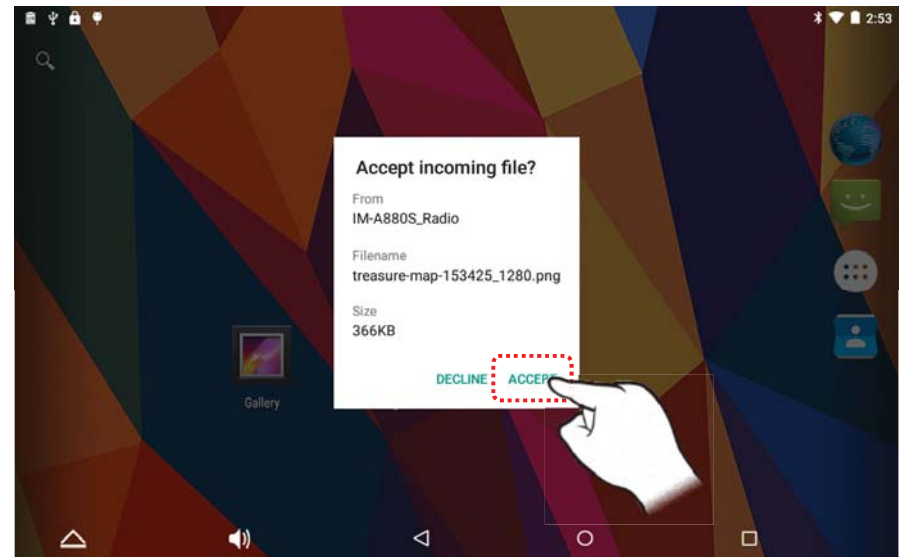 2:53
Accept incoming file?
From
IM-A880S_Radio
Filename
treasure-map-153425_1280.png
Size
366KB
DECLINE ACCEPT
Gallery